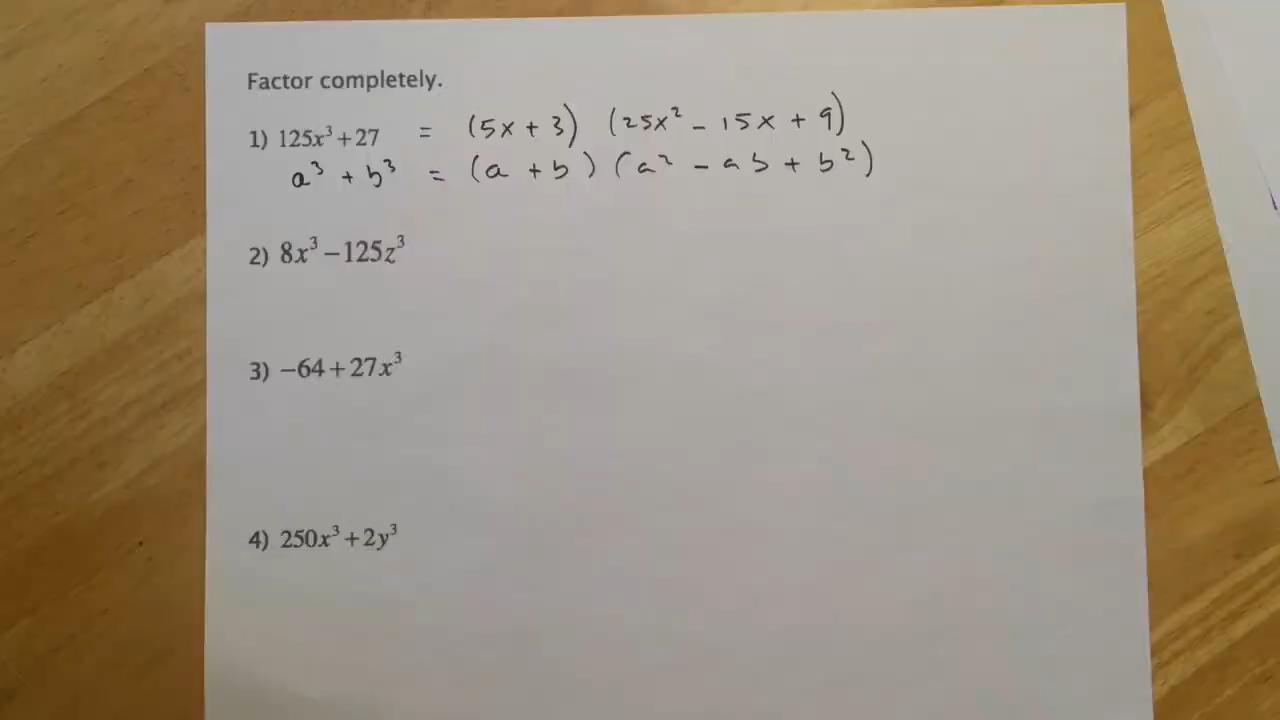 Factor completely.
1) 125x³+27 = (5x + 3) (25x² - 15x + 9)
a³ + b³ = (a + b) (a² - ab + b²)
2) 8x³−125z³
3) −64+27x³
4) 250x³+2y³